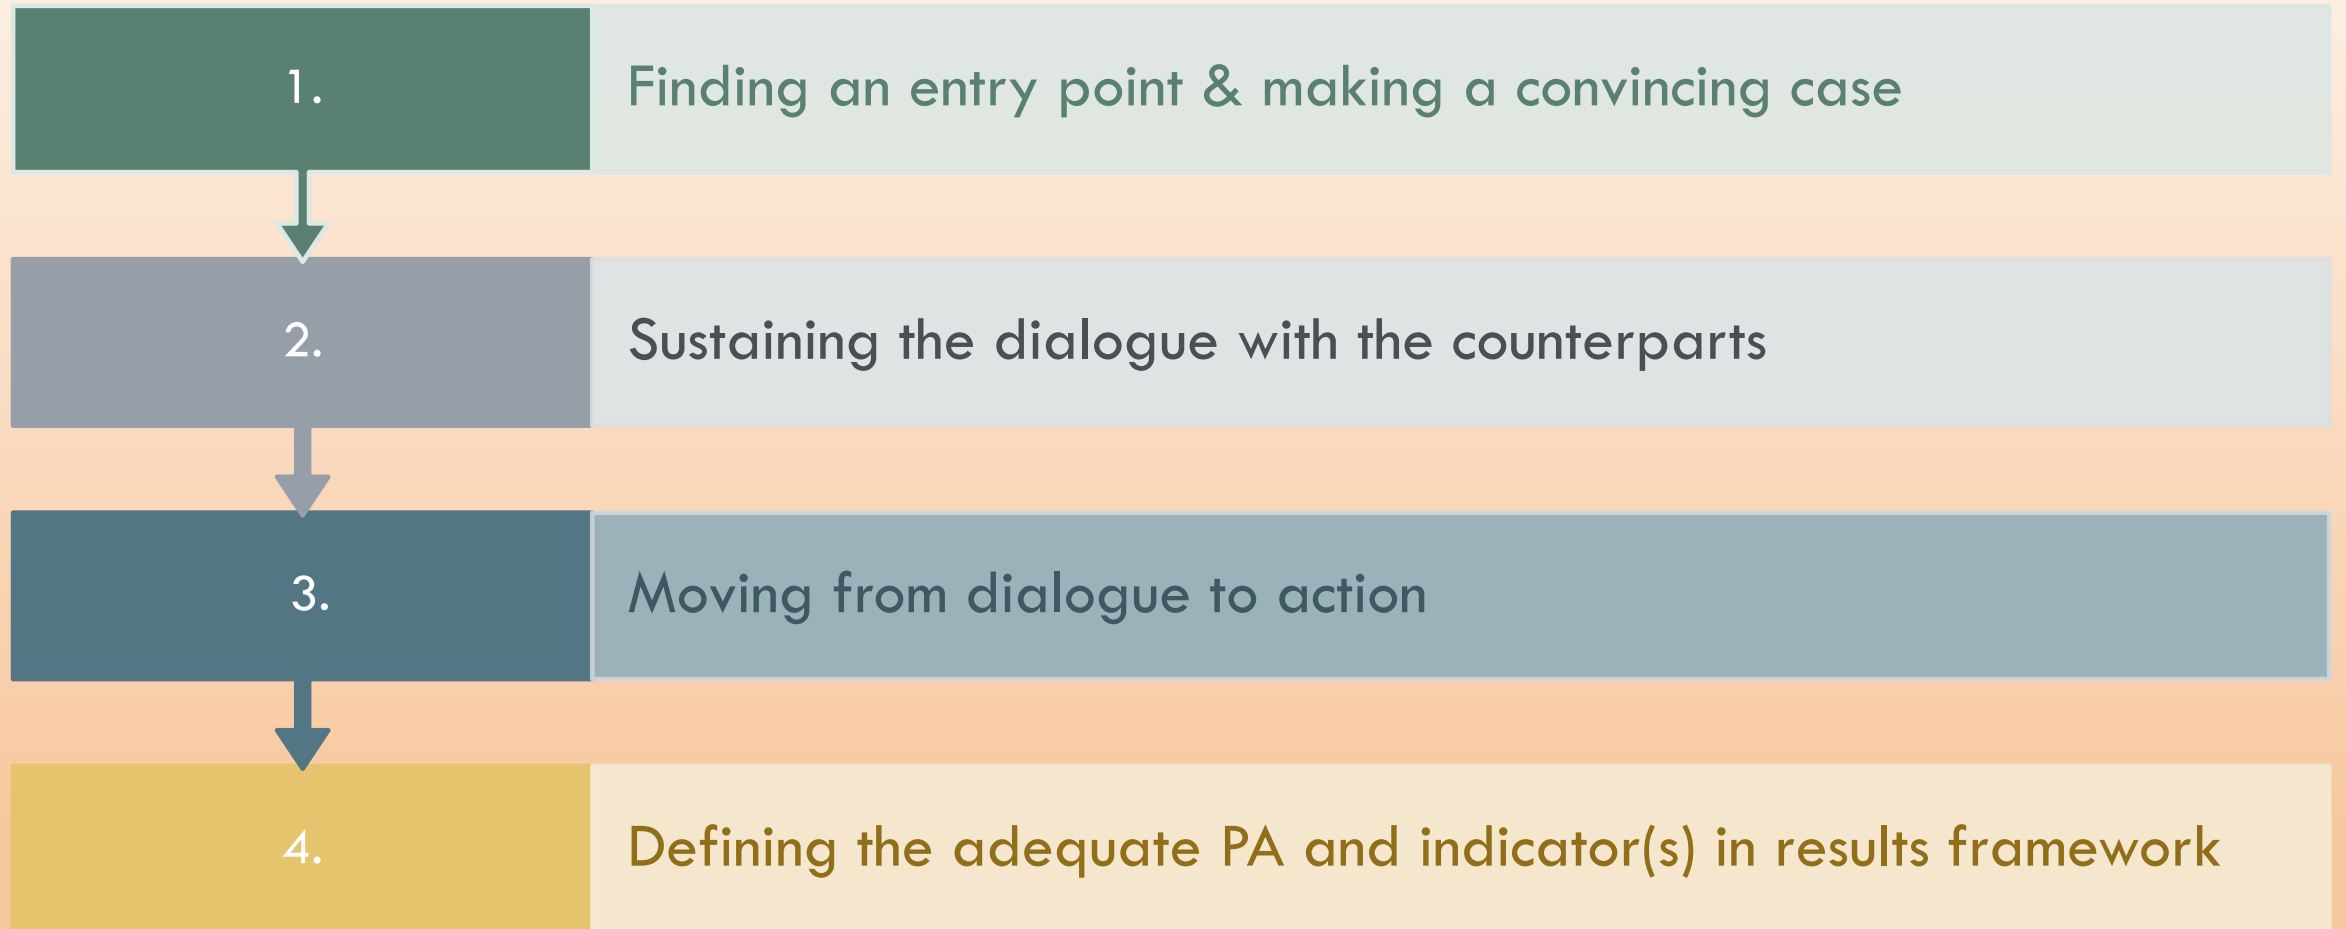 1.
Finding an entry point & making a convincing case
2.
Sustaining the dialogue with the counterparts
3.
Moving from dialogue to action
4.
Defining the adequate PA and indicator(s) in results framework